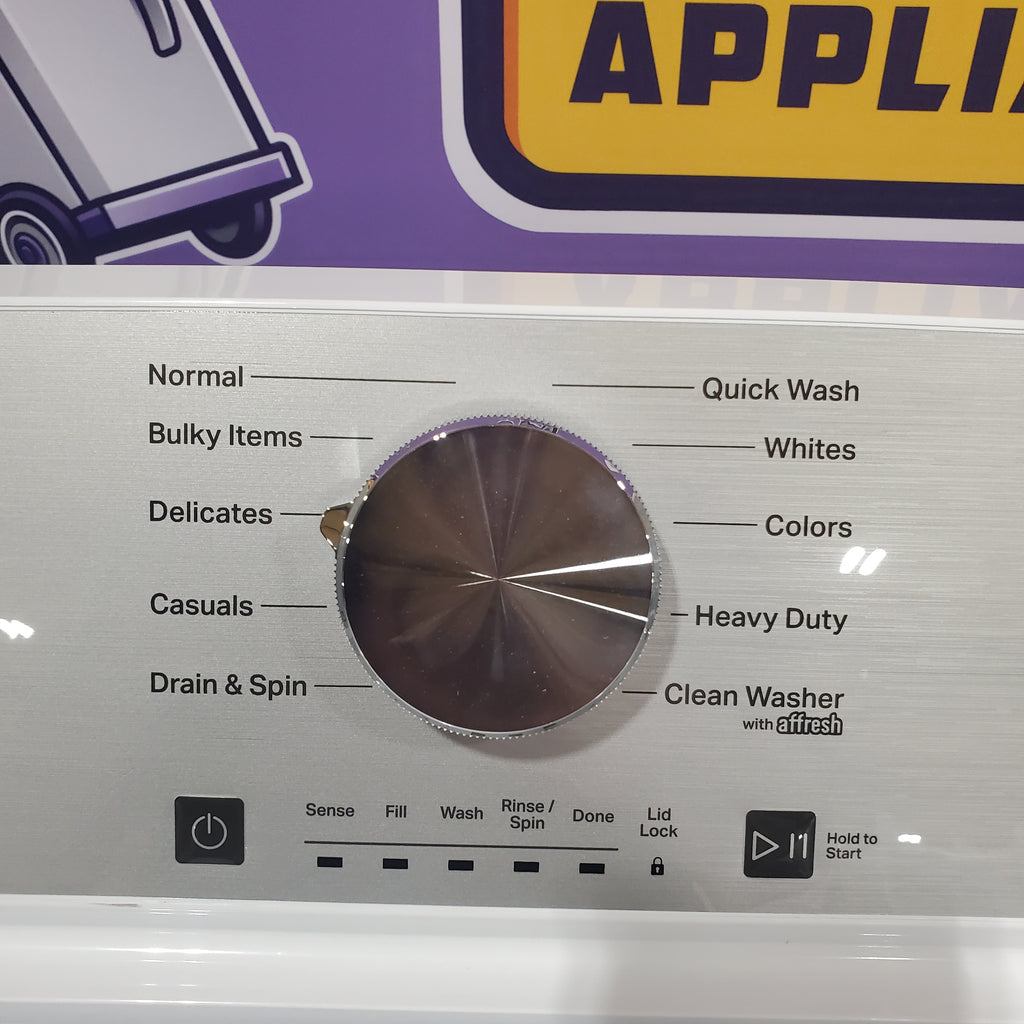 APPLI
Normal
Quick Wash
Bulky Items
Whites
Delicates
Colors
Casuals
Heavy Duty
Drain & Spin
Clean Washer
with affresh
Sense
Fill
Wash
Rinse /
Spin
Done
Lid
Lock
Hold to
Start